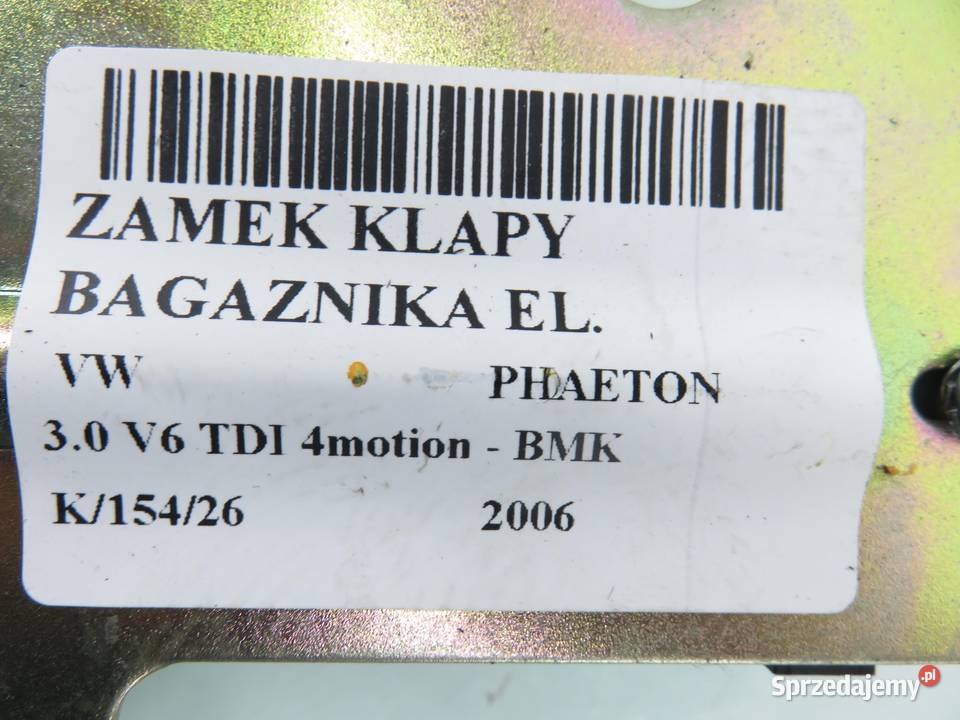 ZAMEK KLAPY
BAGAZNIKA EL.
VW PHAETON
3.0 V6 TDI 4motion - BMK
K/154/26 2006
Sprzedajemy.pl